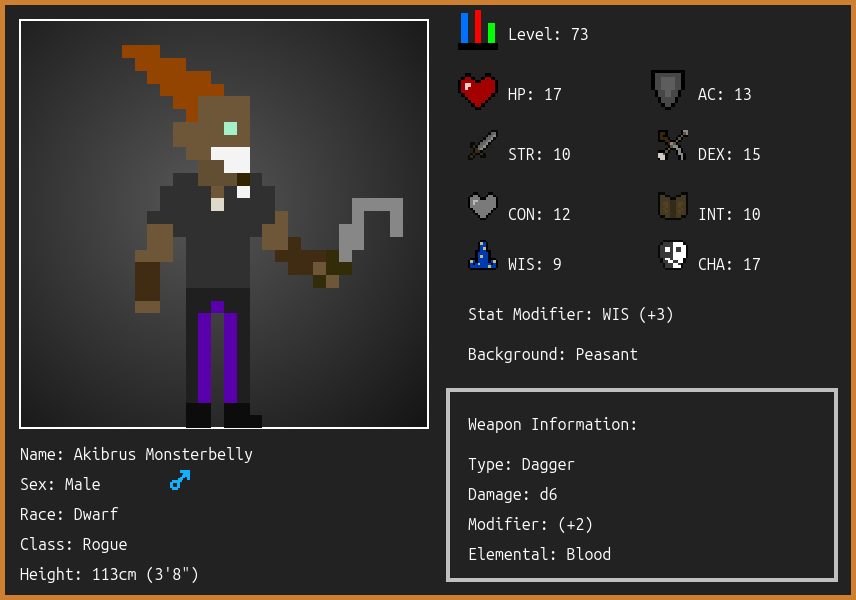 Level: 73
HP: 17
AC: 13
STR: 10
DEX: 15
CON: 12
INT: 10
WIS: 9
CHA: 17
Stat Modifier: WIS (+3)
Background: Peasant
Weapon Information:
Type: Dagger
Damage: d6
Modifier: (+2)
Elemental: Blood
Name: Akibrus Monsterbelly
Sex: Male
Race: Dwarf
Class: Rogue
Height: 113cm (3'8")